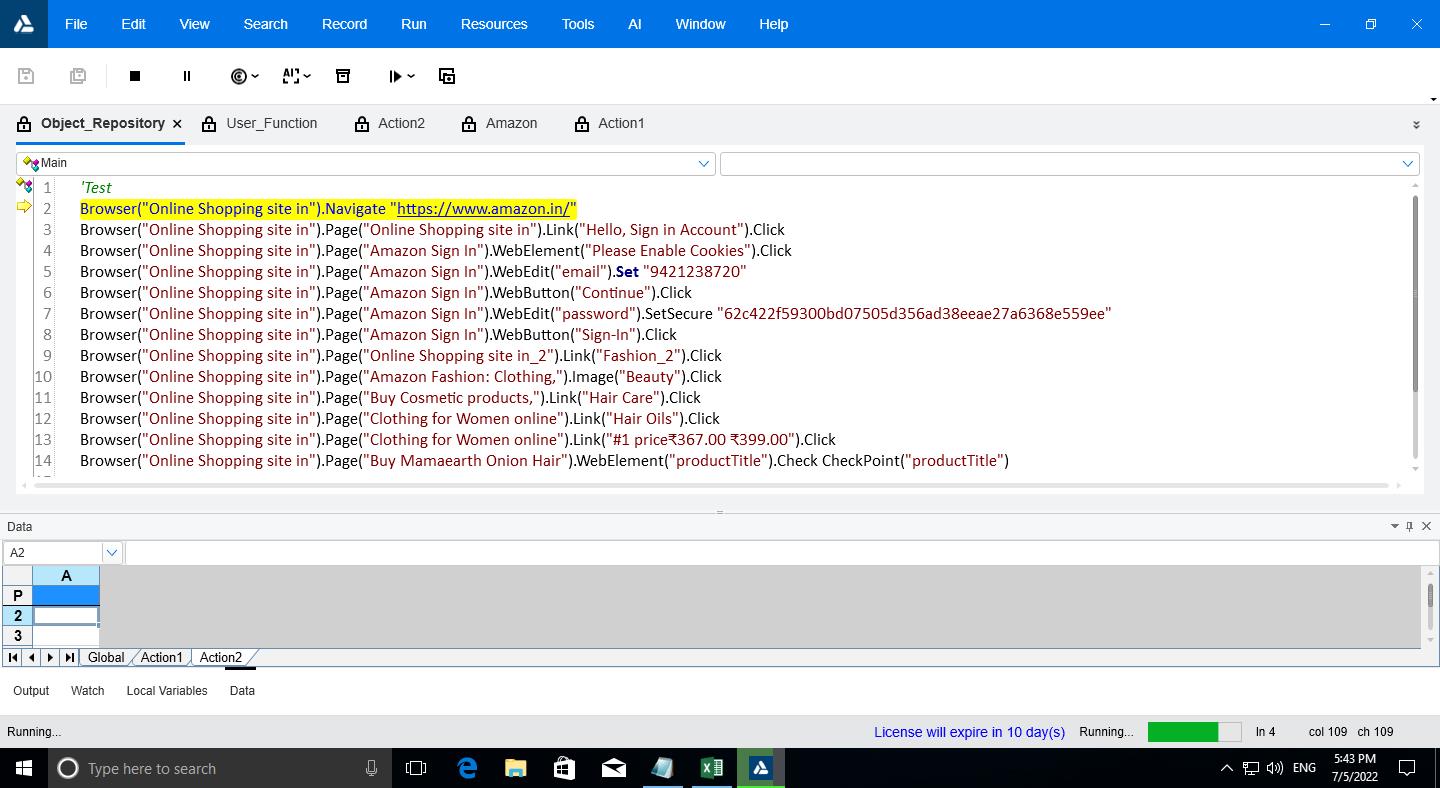 File Edit View Search Record Run Resources Tools AI Window Help
AI
Object_Repository User_Function Action2 Amazon Action1
Main
1 'Test
2 Browser("Online Shopping site in").Navigate "https://www.amazon.in/"
3 Browser("Online Shopping site in").Page("Online Shopping site in").Link("Hello, Sign in Account").Click
4 Browser("Online Shopping site in").Page("Amazon Sign In").WebElement("Please Enable Cookies").Click
5 Browser("Online Shopping site in").Page("Amazon Sign In").WebEdit("email").Set "9421238720"
6 Browser("Online Shopping site in").Page("Amazon Sign In").WebButton("Continue").Click
7 Browser("Online Shopping site in").Page("Amazon Sign In").WebEdit("password").SetSecure "62c422f59300bd07505d356ad38eeae27a6368e559ee"
8 Browser("Online Shopping site in").Page("Amazon Sign In").WebButton("Sign-In").Click
9 Browser("Online Shopping site in").Page("Online Shopping site in_2").Link("Fashion_2").Click
10 Browser("Online Shopping site in").Page("Amazon Fashion: Clothing,").Image("Beauty").Click
11 Browser("Online Shopping site in").Page("Buy Cosmetic products,").Link("Hair Care").Click
12 Browser("Online Shopping site in").Page("Clothing for Women online").Link("Hair Oils").Click
13 Browser("Online Shopping site in").Page("Clothing for Women online").Link("#1 price₹367.00 ₹399.00").Click
14 Browser("Online Shopping site in").Page("Buy Mamaearth Onion Hair").WebElement("productTitle").Check CheckPoint("productTitle")
Data
A2
A
P
2
3
Global Action1 Action2
Output Watch Local Variables Data
Running... License will expire in 10 day(s) Running... ln 4 col 109 ch 109
Type here to search ENG 5:43 PM
7/5/2022